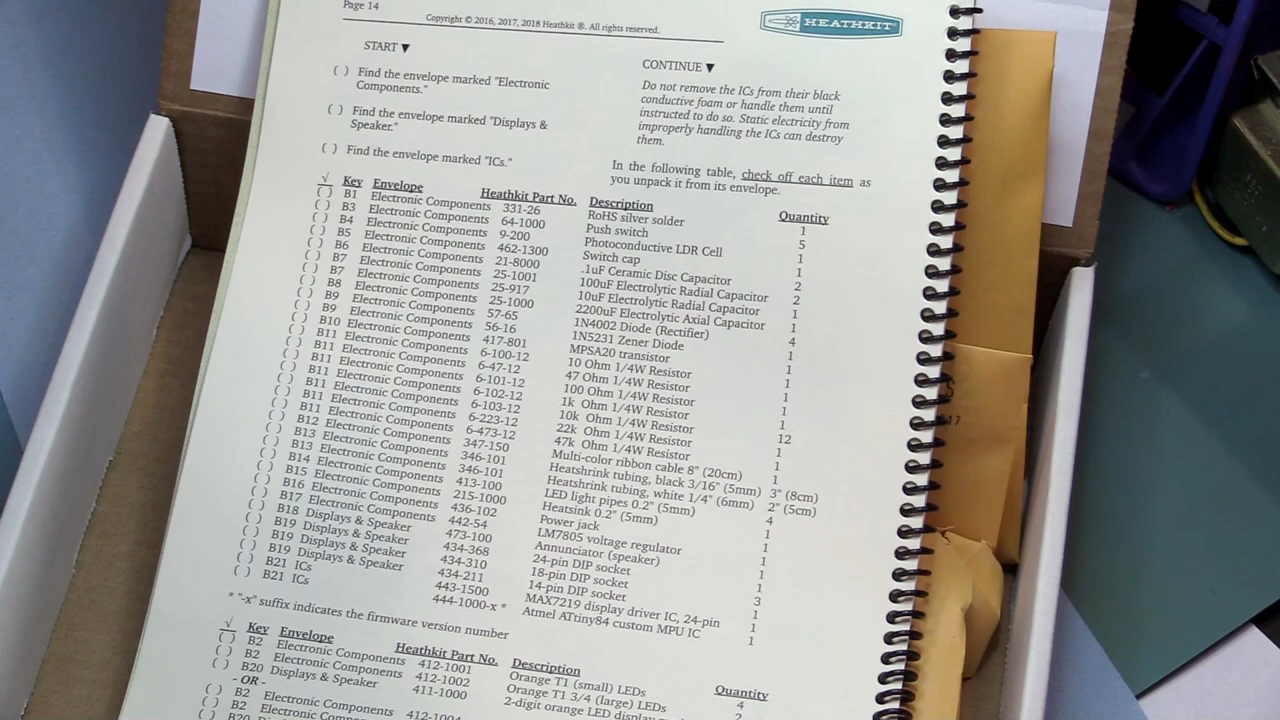 Page 14
Copyright © 2016, 2017, 2018 Heathkit ®. All rights reserved.
HEATHKIT
START ▼
( ) Find the envelope marked "Electronic
Components."
( ) Find the envelope marked "Displays &
Speaker."
( ) Find the envelope marked "ICs."
CONTINUE ▼
Do not remove the ICs from their black
conductive foam or handle them until
instructed to do so. Static electricity from
improperly handling the ICs can destroy
them.
In the following table, check off each item as
you unpack it from its envelope.
√ Key Envelope Heathkit Part No. Description Quantity
( ) B1 Electronic Components 331-26 RoHS silver solder 1
( ) B3 Electronic Components 64-1000 Push switch 5
( ) B4 Electronic Components 9-200 Photoconductive LDR Cell 1
( ) B5 Electronic Components 462-1300 Switch cap 1
( ) B6 Electronic Components 21-8000 .1uF Ceramic Disc Capacitor 2
( ) B7 Electronic Components 25-1001 100uF Electrolytic Radial Capacitor 2
( ) B7 Electronic Components 25-917 10uF Electrolytic Radial Capacitor 1
( ) B8 Electronic Components 25-1000 2200uF Electrolytic Axial Capacitor 1
( ) B9 Electronic Components 57-65 1N4002 Diode (Rectifier) 4
( ) B9 Electronic Components 56-16 1N5231 Zener Diode 1
( ) B10 Electronic Components 417-801 MPSA20 transistor 1
( ) B11 Electronic Components 6-100-12 10 Ohm 1/4W Resistor 1
( ) B11 Electronic Components 6-47-12 47 Ohm 1/4W Resistor 1
( ) B11 Electronic Components 6-101-12 100 Ohm 1/4W Resistor 1
( ) B11 Electronic Components 6-102-12 1k Ohm 1/4W Resistor 1
( ) B11 Electronic Components 6-103-12 10k Ohm 1/4W Resistor 12
( ) B11 Electronic Components 6-223-12 22k Ohm 1/4W Resistor 1
( ) B11 Electronic Components 6-473-12 47k Ohm 1/4W Resistor 1
( ) B12 Electronic Components 347-150 Multi-color ribbon cable 8" (20cm) 1
( ) B13 Electronic Components 346-101 Heatshrink tubing, black 3/16" (5mm) 3" (8cm)
( ) B13 Electronic Components 346-101 Heatshrink tubing, white 1/4" (6mm) 2" (5cm)
( ) B14 Electronic Components 413-100 LED light pipes 0.2" (5mm) 4
( ) B15 Electronic Components 215-1000 Heatsink 0.2" (5mm) 1
( ) B16 Electronic Components 436-102 Power jack 1
( ) B17 Electronic Components 442-54 LM7805 voltage regulator 1
( ) B18 Displays & Speaker 473-100 Annunciator (speaker) 1
( ) B19 Displays & Speaker 434-368 24-pin DIP socket 1
( ) B19 Displays & Speaker 434-310 18-pin DIP socket 1
( ) B19 Displays & Speaker 434-211 14-pin DIP socket 3
( ) B21 ICs 443-1500 MAX7219 display driver IC, 24-pin 1
( ) B21 ICs 444-1000-x * Atmel ATtiny84 custom MPU IC 1
* "-x" suffix indicates the firmware version number
√ Key Envelope Heathkit Part No. Description Quantity
( ) B2 Electronic Components 412-1001 Orange T1 (small) LEDs 4
( ) B2 Electronic Components 412-1002 Orange T1 3/4 (large) LEDs 2
( ) B20 Displays & Speaker 411-1000 2-digit orange LED display
- OR -
( ) B2 Electronic Components 412-1004
( ) B2 Electronic
B20